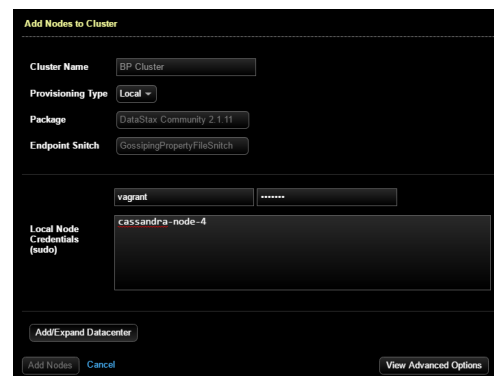 Add Nodes to Cluster
Cluster Name BP Cluster
Provisioning Type Local
Package DataStax Community 2.1.11
Endpoint Snitch GossipingPropertyFileSnitch
vagrant •••••••
Local Node
Credentials
(sudo)
cassandra-node-4
Add/Expand Datacenter
Add Nodes Cancel View Advanced Options